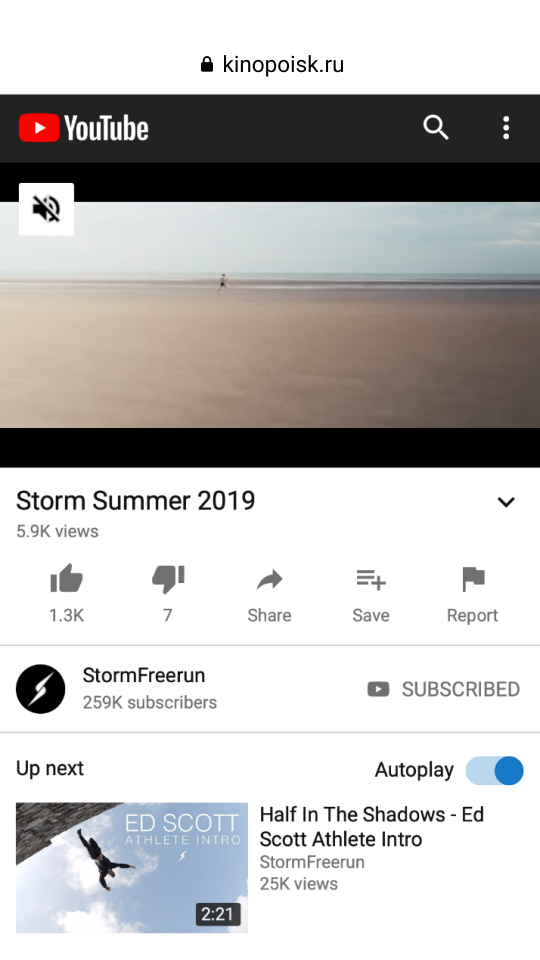 kinopoisk.ru
YouTube
Storm Summer 2019
5.9K views
1.3K
7
Share
Save
Report
StormFreerun
259K subscribers
SUBSCRIBED
Up next
Autoplay
ED SCOTT
ATHLETE INTRO
2:21
Half In The Shadows - Ed
Scott Athlete Intro
StormFreerun
25K views